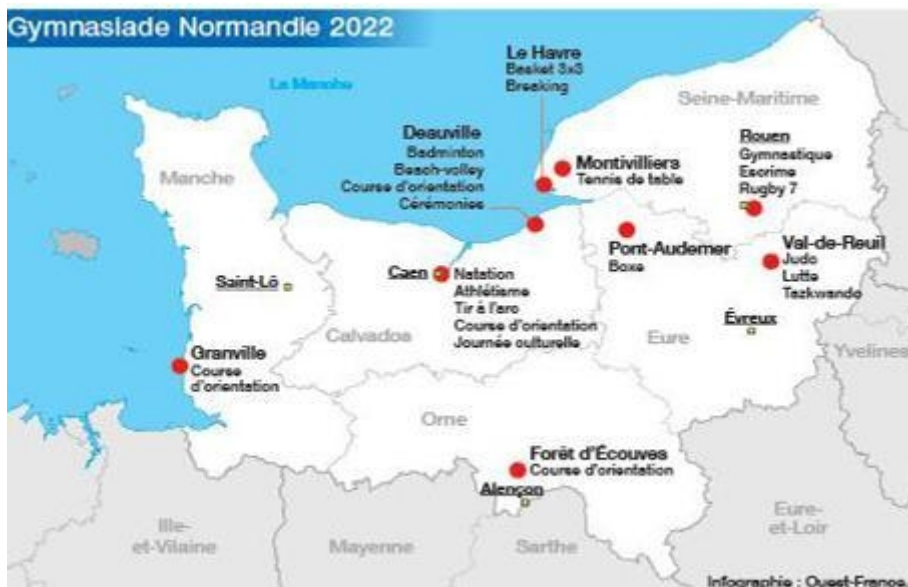 Gymnasiade Normandie 2022
La Manche
Le Havre
Basket 3x3
Breaking
Seine-Maritime
Deauville
Badminton
Beach-volley
Course d'orientation
Cérémonies
Montivilliers
Tennis de table
Rouen
Gymnastique
Escrime
Rugby 7
Manche
Pont-Audemer
Boxe
Val-de-Reuil
Judo
Lutte
Taekwondo
Saint-Lô
Caen
Natation
Athlétisme
Tir à l'arc
Course d'orientation
Journée culturelle
Calvados
Évreux
Eure
Yvelines
Granville
Course
d'orientation
Orne
Forêt d'Écouves
Course d'orientation
Alençon
Ille-
et-Vilaine
Mayenne
Sarthe
Eure-
et-Loir
Infographie : Ouest-France